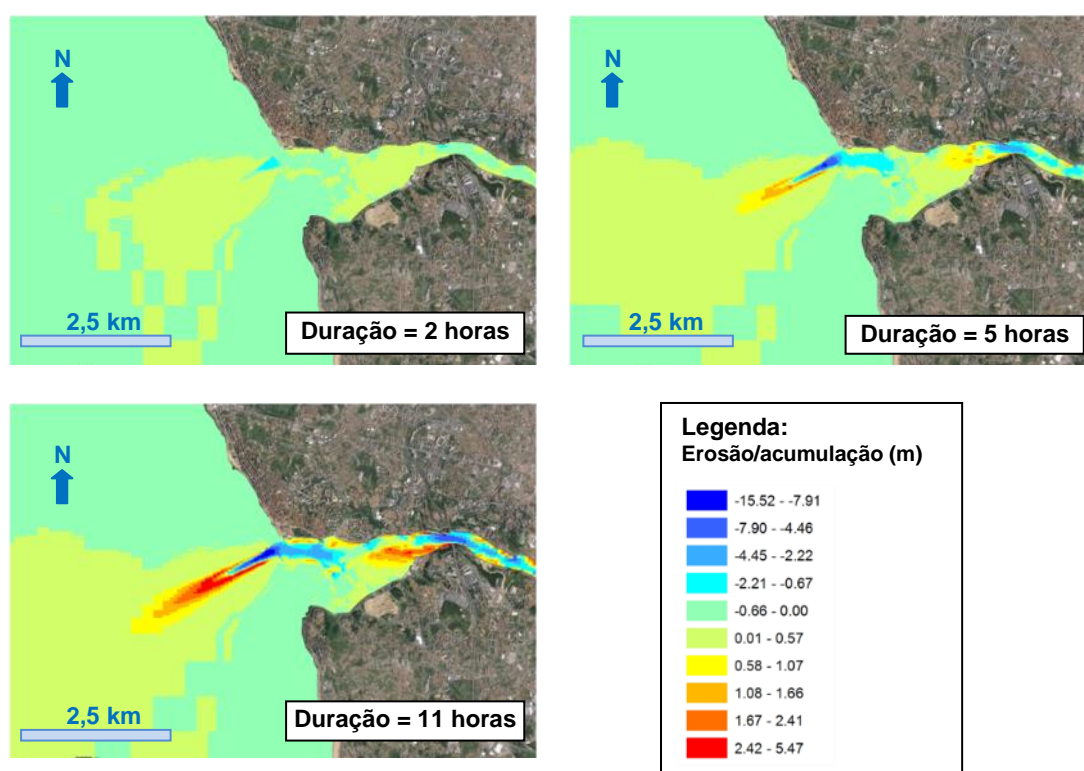 N
2,5 km
Duração = 2 horas
N
2,5 km
Duração = 5 horas
N
2,5 km
Duração = 11 horas
Legenda:
Erosão/acumulação (m)
-15.52 - -7.91
-7.90 - -4.46
-4.45 - -2.22
-2.21 - -0.67
-0.66 - 0.00
0.01 - 0.57
0.58 - 1.07
1.08 - 1.66
1.67 - 2.41
2.42 - 5.47